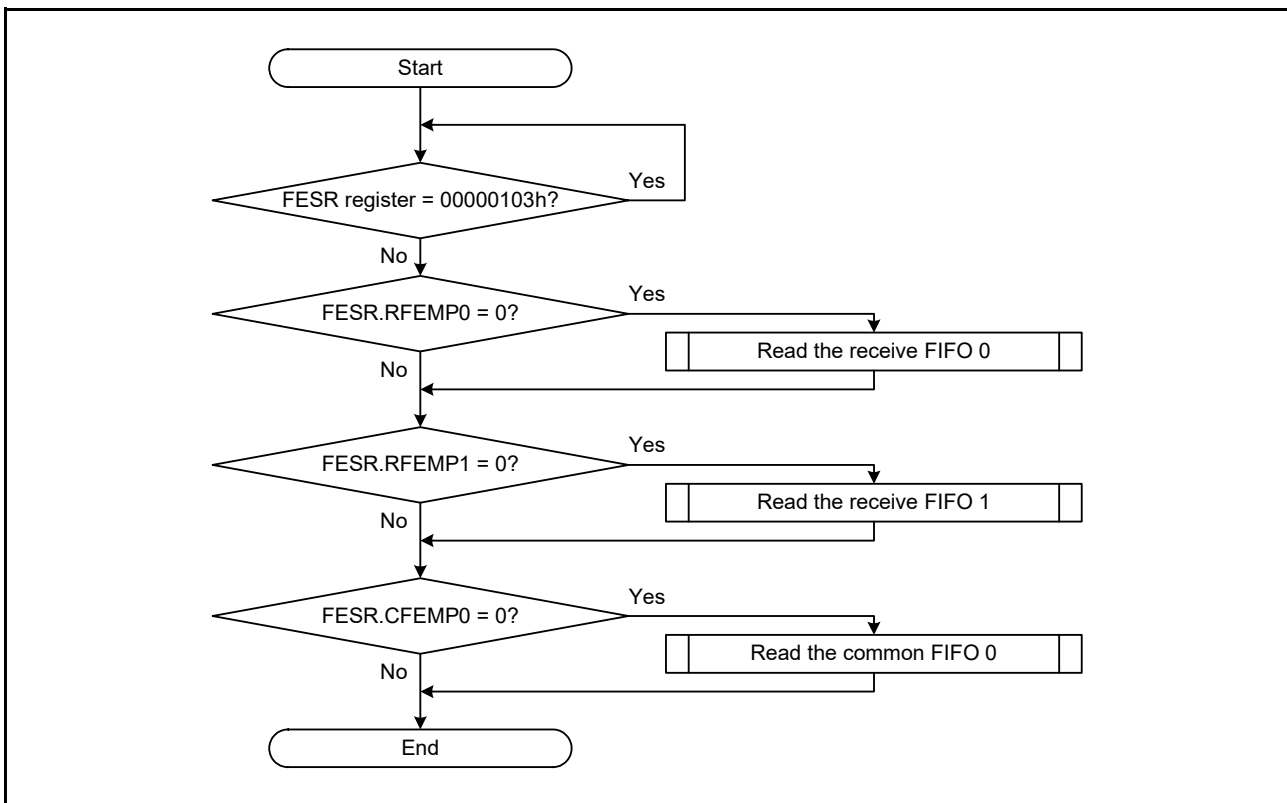 Start
FESR register = 00000103h?
Yes
No
FESR.RFEMP0 = 0?
Yes
Read the receive FIFO 0
No
FESR.RFEMP1 = 0?
Yes
Read the receive FIFO 1
No
FESR.CFEMP0 = 0?
Yes
Read the common FIFO 0
No
End